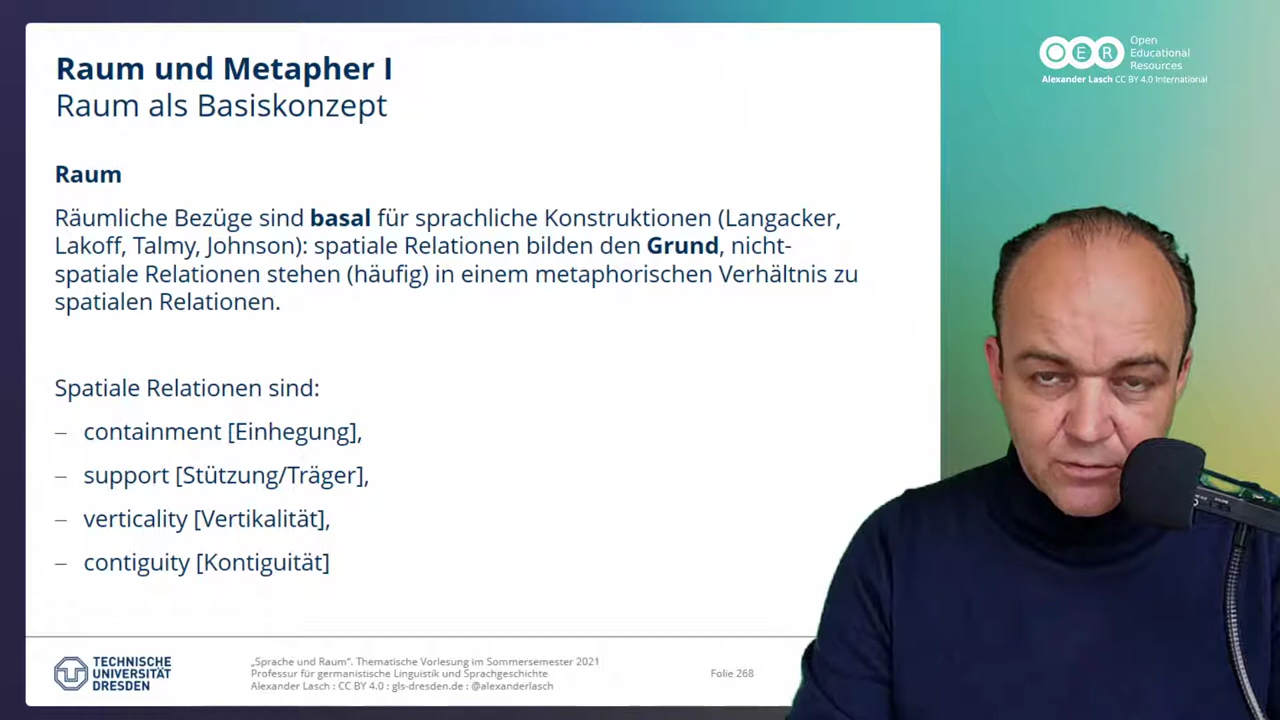 Raum und Metapher I
Raum als Basiskonzept
Raum
Räumliche Bezüge sind basal für sprachliche Konstruktionen (Langacker,
Lakoff, Talmy, Johnson): spatiale Relationen bilden den Grund, nicht-
spatiale Relationen stehen (häufig) in einem metaphorischen Verhältnis zu
spatialen Relationen.
Spatiale Relationen sind:
– containment [Einhegung],
– support [Stützung/Träger],
– verticality [Vertikalität],
– contiguity [Kontiguität]
TECHNISCHE
UNIVERSITÄT
DRESDEN
„Sprache und Raum“. Thematische Vorlesung im Sommersemester 2021
Professur für germanistische Linguistik und Sprachgeschichte
Alexander Lasch : CC BY 4.0 : gls-dresden.de : @alexanderlasch
Folie 268
OER
Open
Educational
Resources
Alexander Lasch CC BY 4.0 International